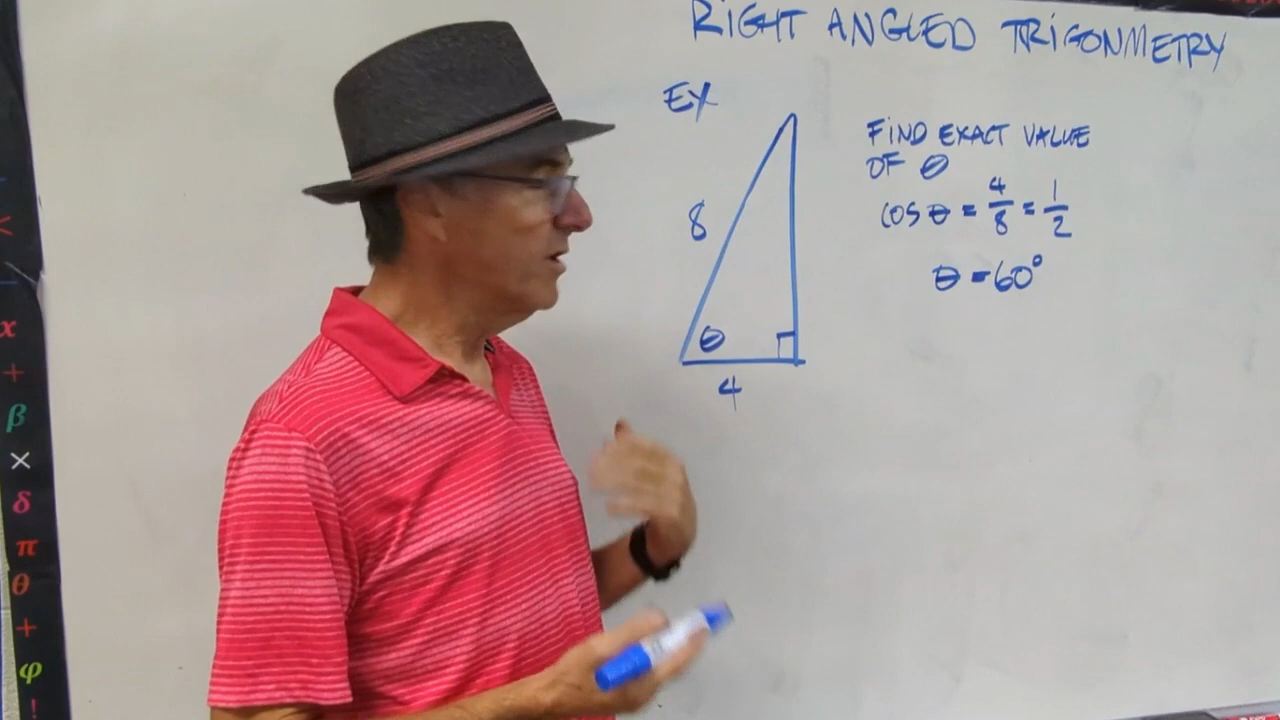 RIGHT ANGLED TRIGONMETRY
EX
FIND EXACT VALUE
OF θ
COS θ = 4/8 = 1/2
θ = 60°
8
θ
4
<
x
+
β
×
δ
π
θ
+
φ
!